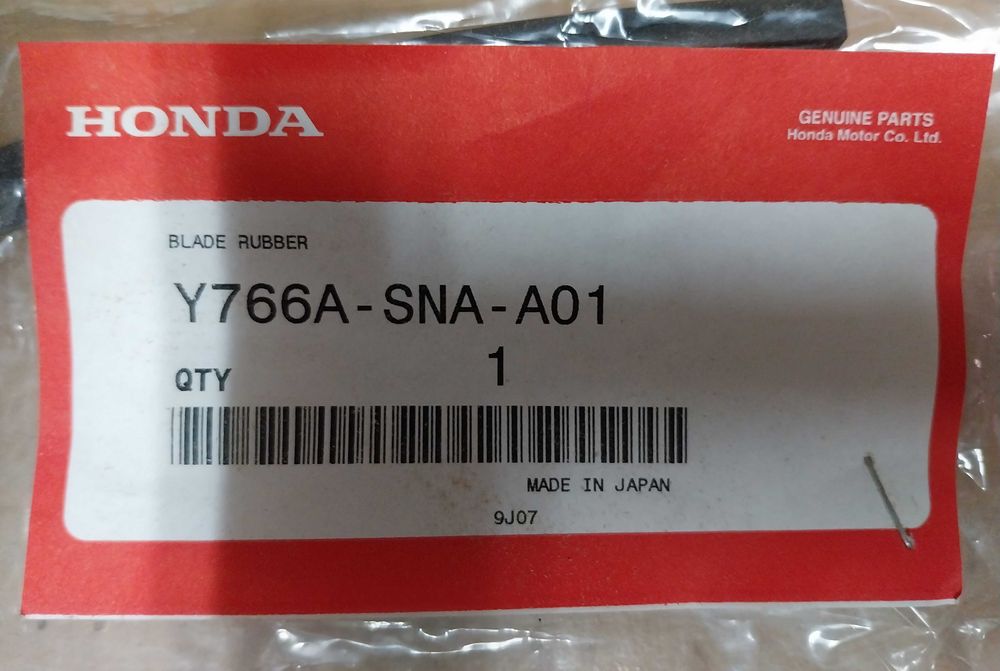 HONDA
GENUINE PARTS
Honda Motor Co. Ltd.
BLADE RUBBER
Y766A-SNA-A01
QTY 1
MADE IN JAPAN
9J07